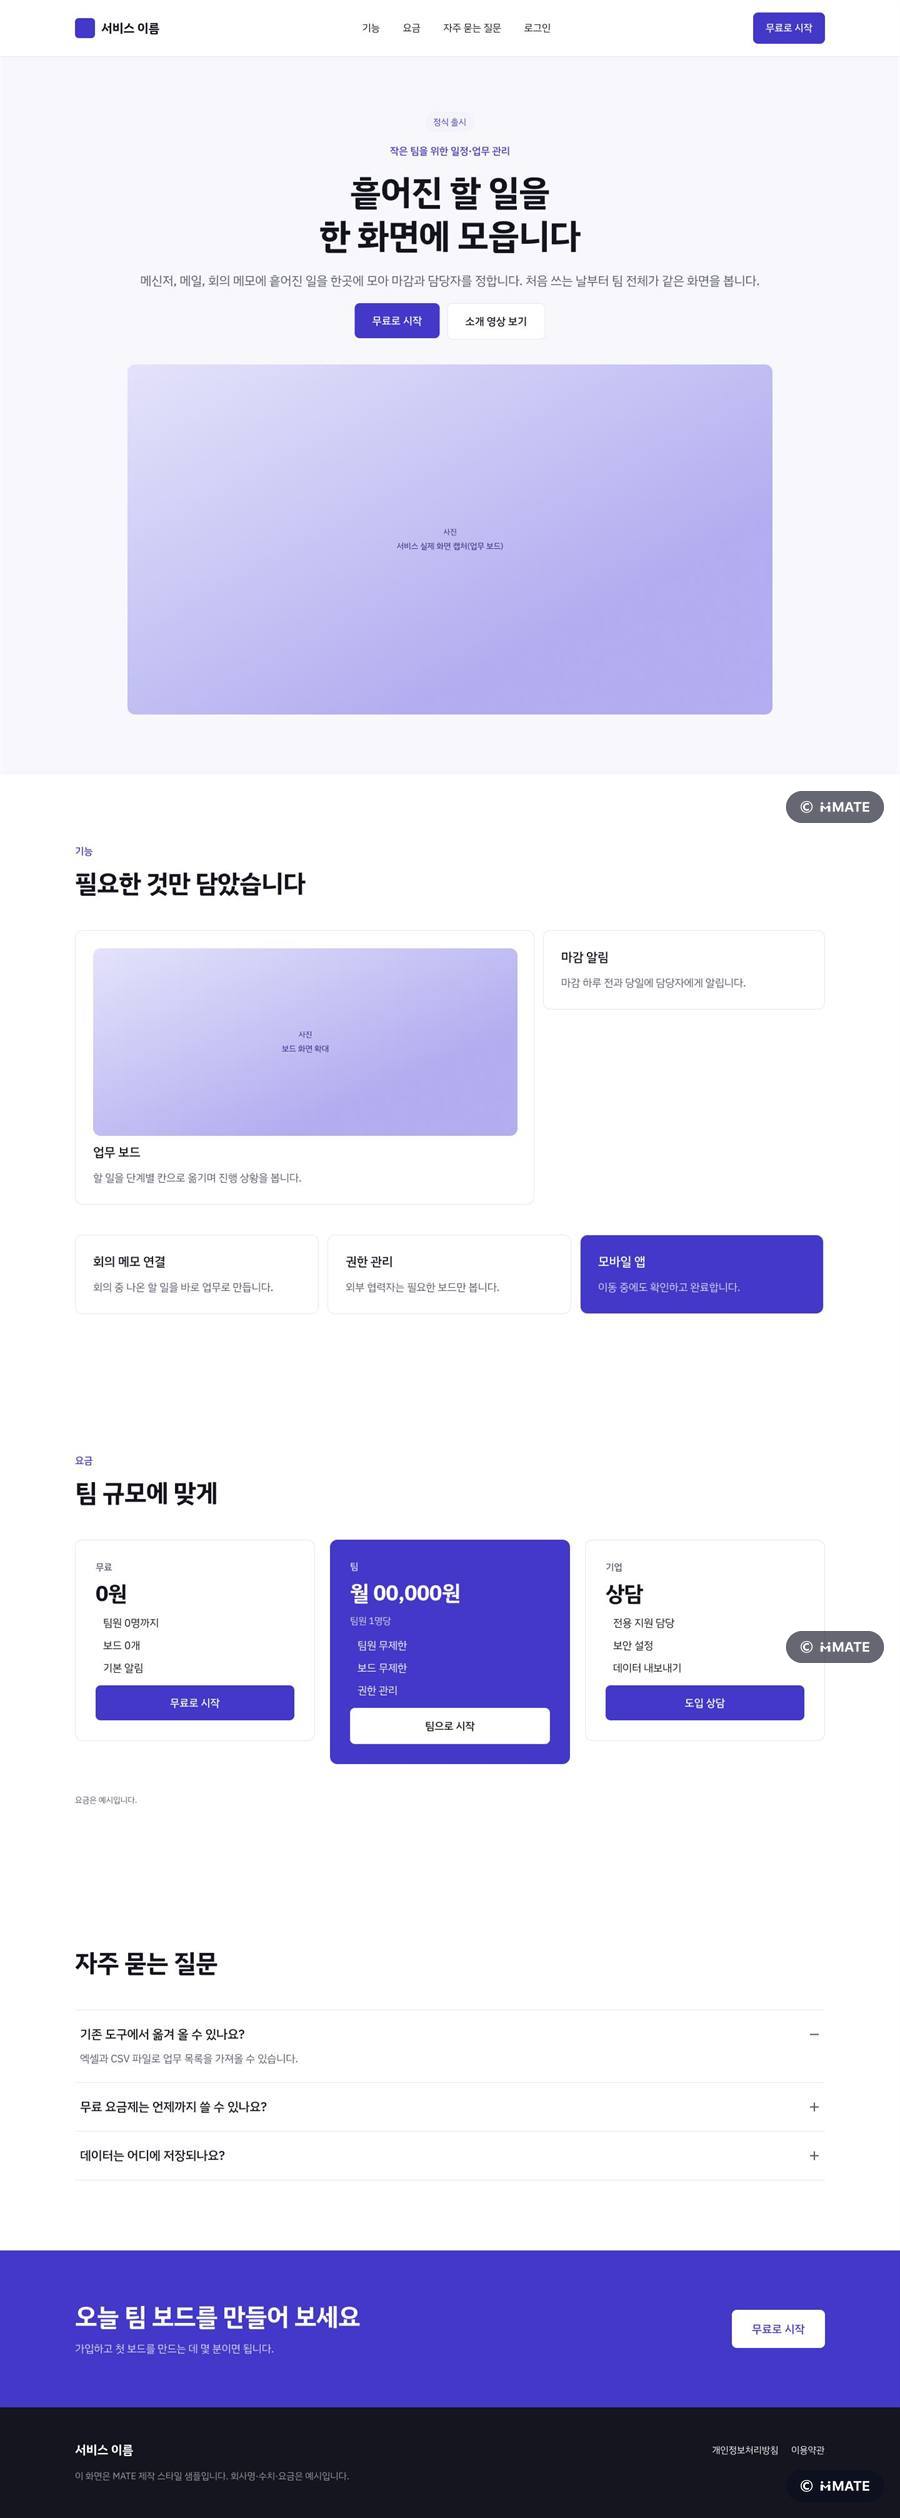 서비스 이름
기능 요금 자주 묻는 질문 로그인
무료로 시작
정식 출시
작은 팀을 위한 일정·업무 관리
흩어진 할 일을
한 화면에 모읍니다
메신저, 메일, 회의 메모에 흩어진 일을 한곳에 모아 마감과 담당자를 정합니다. 처음 쓰는 날부터 팀 전체가 같은 화면을 봅니다.
무료로 시작
소개 영상 보기
사진
서비스 실제 화면 캡처(업무 보드)
© MATE
기능
필요한 것만 담았습니다
사진
보드 화면 확대
업무 보드
할 일을 단계별 칸으로 옮기며 진행 상황을 봅니다.
마감 알림
마감 하루 전과 당일에 담당자에게 알립니다.
회의 메모 연결
회의 중 나온 할 일을 바로 업무로 만듭니다.
권한 관리
외부 협력자는 필요한 보드만 봅니다.
모바일 앱
이동 중에도 확인하고 완료합니다.
요금
팀 규모에 맞게
무료
0원
팀원 0명까지
보드 0개
기본 알림
무료로 시작
팀
월 00,000원
팀원 1명당
팀원 무제한
보드 무제한
권한 관리
팀으로 시작
기업
상담
전용 지원 담당
보안 설정
데이터 내보내기
도입 상담
© MATE
요금은 예시입니다.
자주 묻는 질문
기존 도구에서 옮겨 올 수 있나요?
엑셀과 CSV 파일로 업무 목록을 가져올 수 있습니다.
무료 요금제는 언제까지 쓸 수 있나요?
데이터는 어디에 저장되나요?
오늘 팀 보드를 만들어 보세요
가입하고 첫 보드를 만드는 데 몇 분이면 됩니다.
무료로 시작
서비스 이름
이 화면은 MATE 제작 스타일 샘플입니다. 회사명·수치·요금은 예시입니다.
개인정보처리방침 이용약관
© MATE